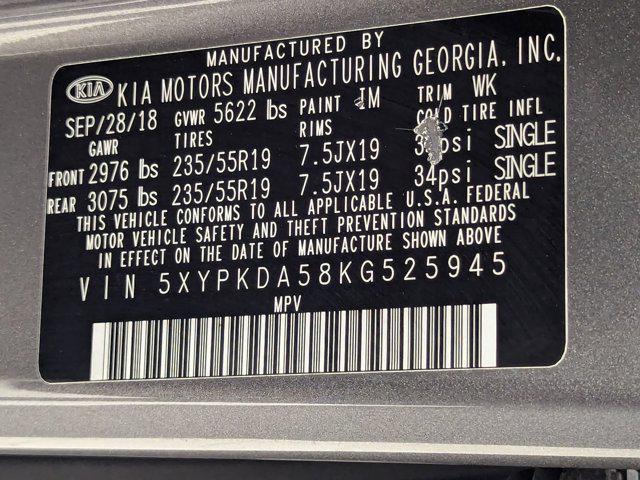 MANUFACTURED BY
KIA KIA MOTORS MANUFACTURING GEORGIA, INC.
SEP/28/18 GVWR 5622 lbs PAINT IM TRIM WK
GAWR TIRES RIMS COLD TIRE INFL
FRONT 2976 lbs 235/55R19 7.5JX19 SINGLE
REAR 3075 lbs 235/55R19 7.5JX19 34psi SINGLE
THIS VEHICLE CONFORMS TO ALL APPLICABLE U.S.A. FEDERAL
MOTOR VEHICLE SAFETY AND THEFT PREVENTION STANDARDS
IN EFFECT ON THE DATE OF MANUFACTURE SHOWN ABOVE
VIN 5XYPKDA58KG525945
MPV